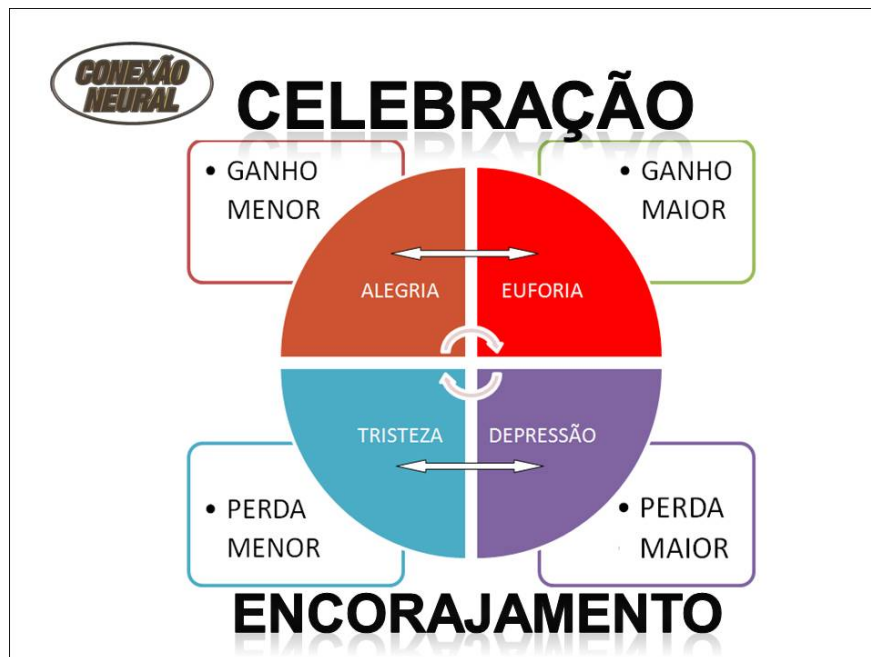 CONEXÃO
NEURAL
CELEBRAÇÃO
• GANHO
MENOR
• GANHO
MAIOR
ALEGRIA
EUFORIA
TRISTEZA
DEPRESSÃO
• PERDA
MENOR
• PERDA
MAIOR
ENCORAJAMENTO